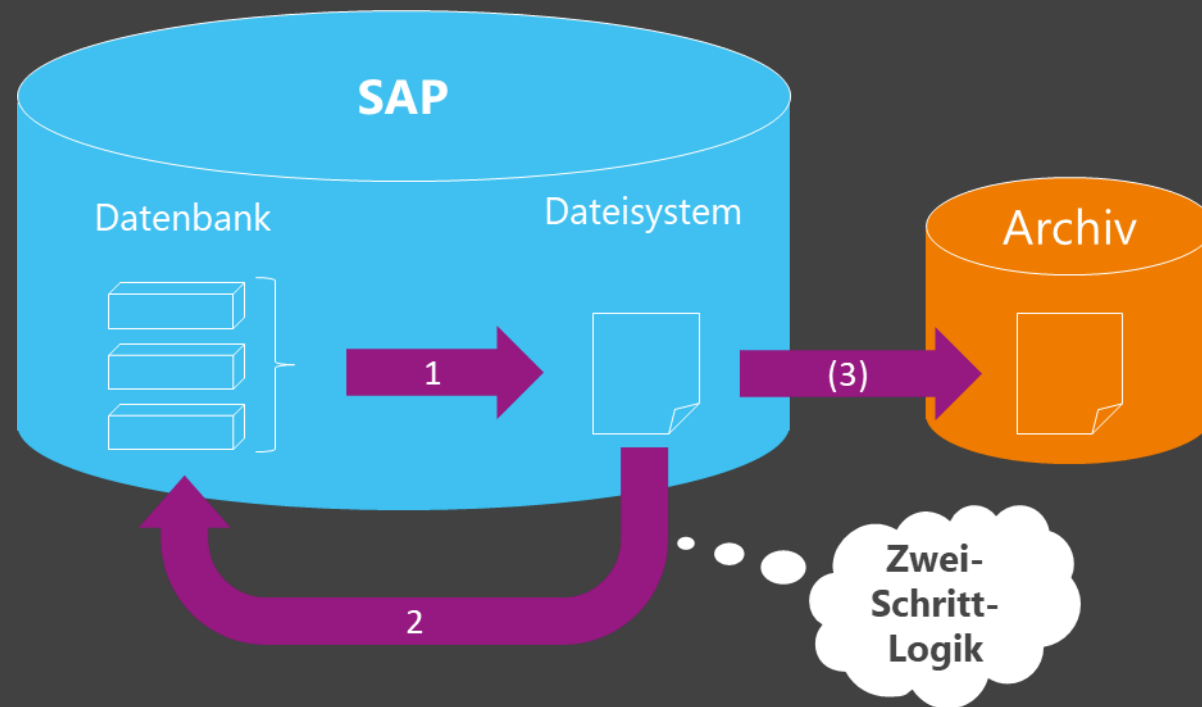 SAP
Datenbank
Dateisystem
Archiv
1
(3)
2
Zwei-
Schritt-
Logik